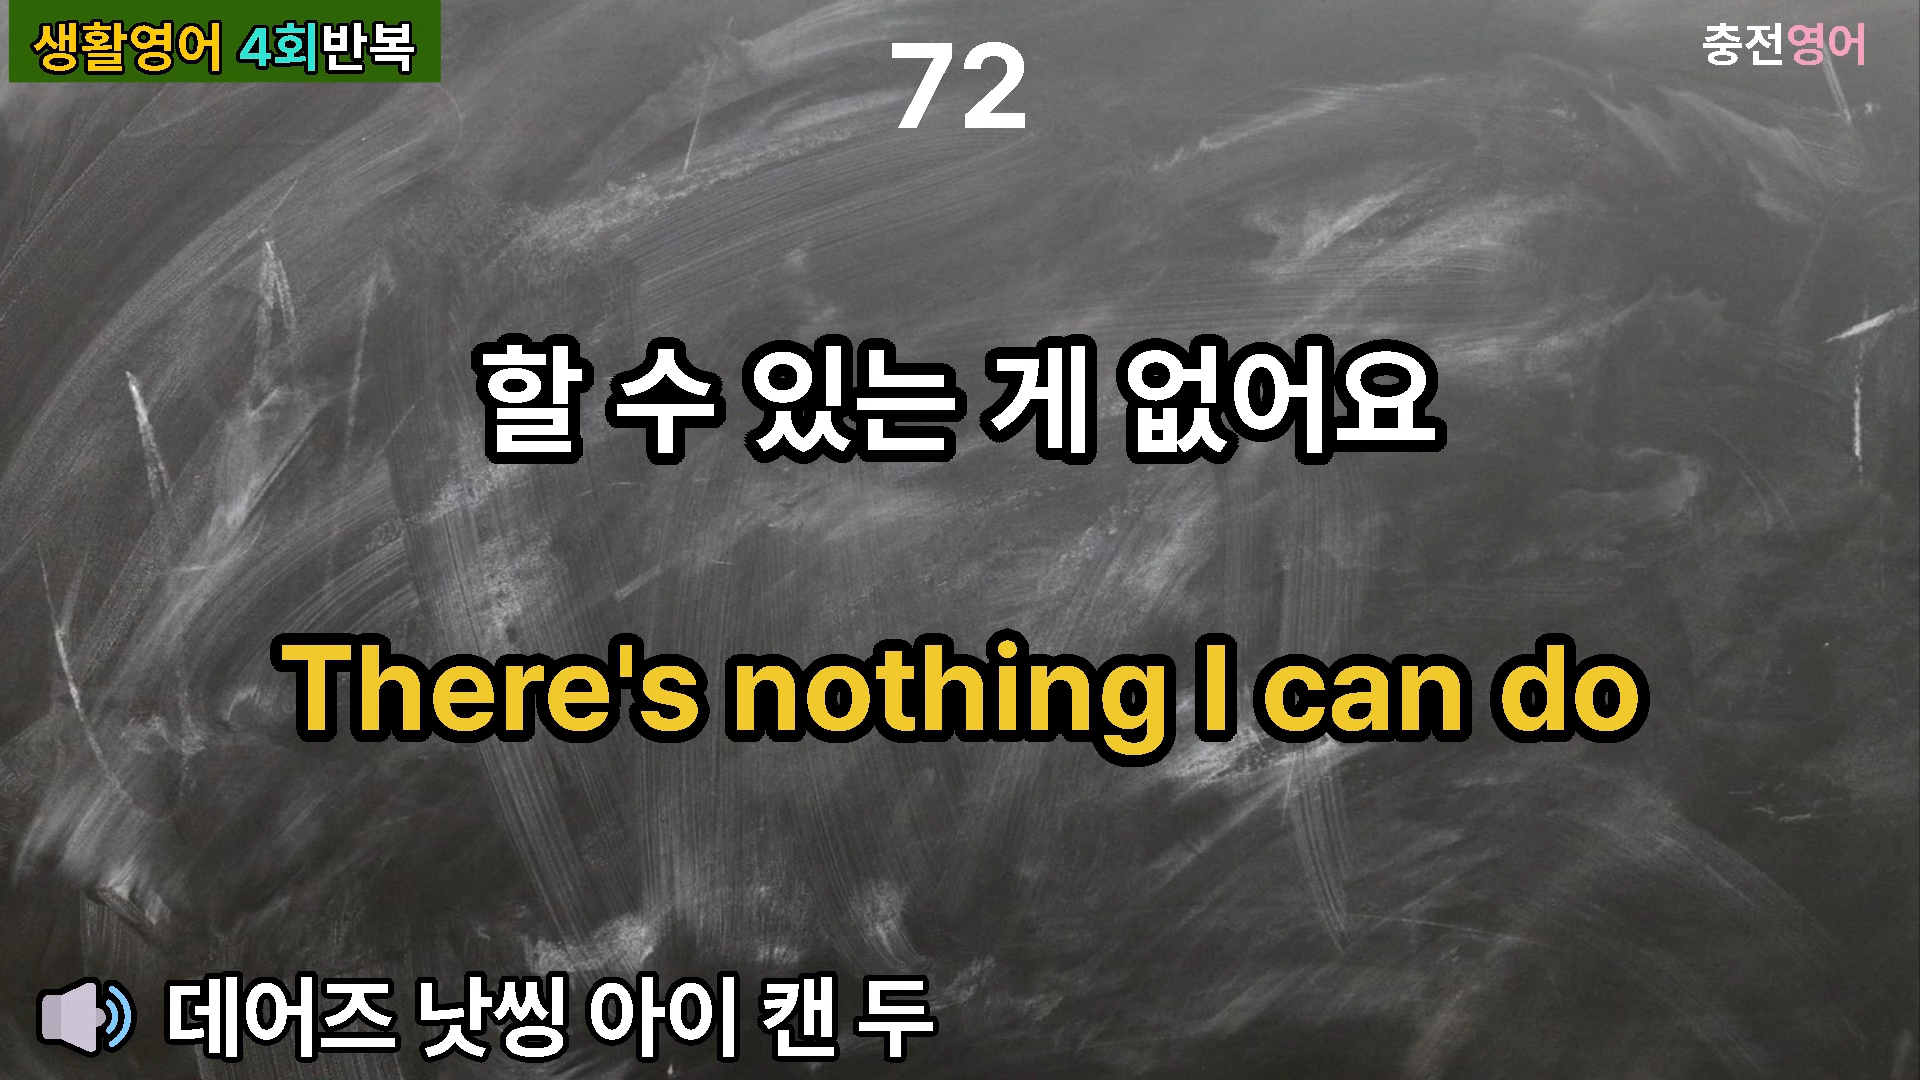 생활영어 4회반복
72
충전영어
할 수 있는 게 없어요
There's nothing I can do
데어즈 낫씽 아이 캔 두